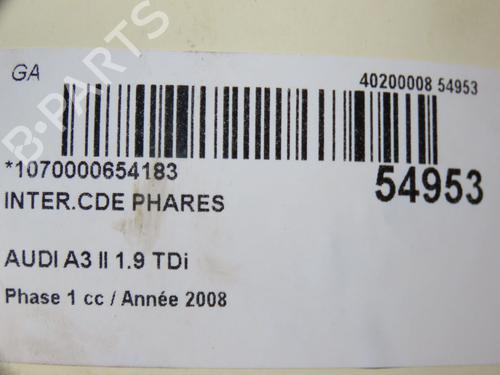 GA
40200008 54953
*1070000654183
54953
INTER.CDE PHARES
AUDI A3 II 1.9 TDi
Phase 1 cc / Année 2008
B-PARTS